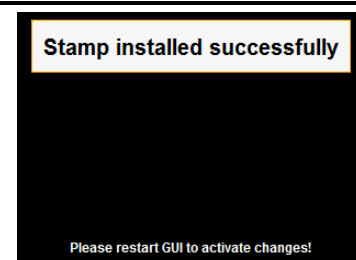 Stamp installed successfully
Please restart GUI to activate changes!